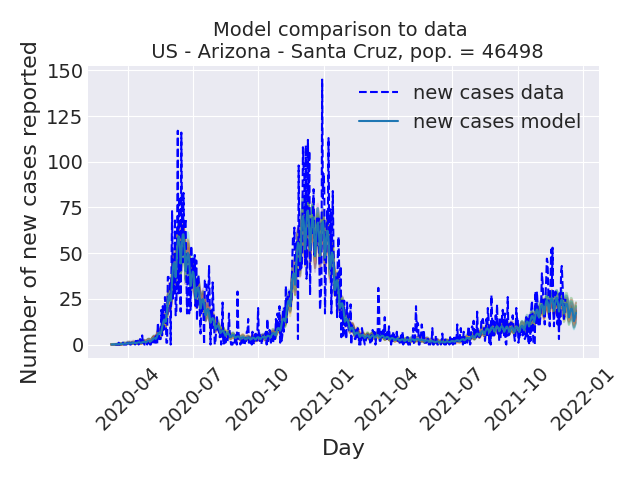 Model comparison to data
US - Arizona - Santa Cruz, pop. = 46498
Number of new cases reported
150
125
100
75
50
25
0
new cases data
new cases model
2020-04
2020-07
2020-10
2021-01
2021-04
2021-07
2021-10
2022-01
Day